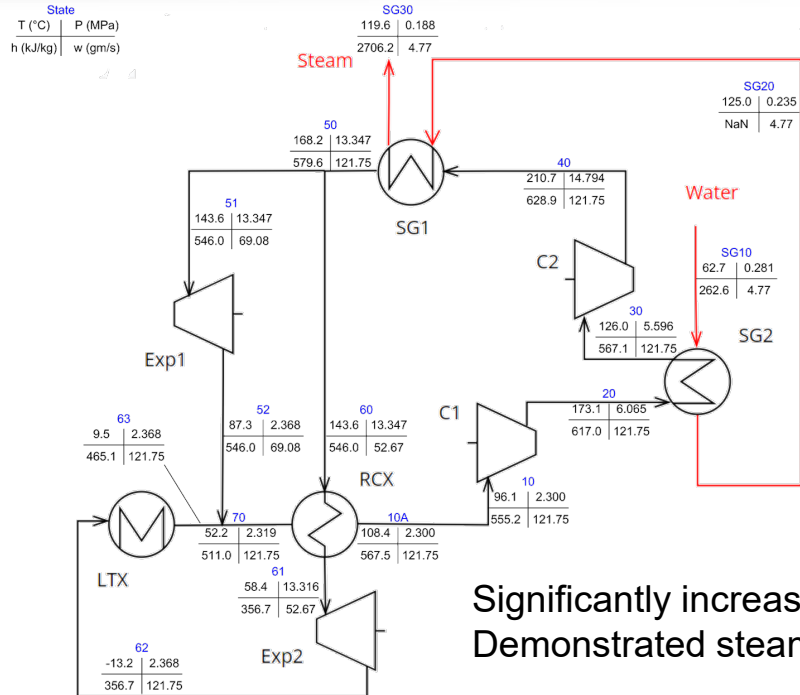 State
T (°C) P (MPa)
h (kJ/kg) w (gm/s)
SG30
119.6 0.188
2706.2 4.77
Steam
SG20
125.0 0.235
NaN 4.77
50
168.2 13.347
579.6 121.75
40
210.7 14.794
628.9 121.75
SG1
Water
51
143.6 13.347
546.0 69.08
C2
SG10
62.7 0.281
262.6 4.77
30
126.0 5.596
567.1 121.75
SG2
Exp1
20
173.1 6.065
617.0 121.75
C1
63
9.5 2.368
465.1 121.75
52
87.3 2.368
546.0 69.08
60
143.6 13.347
546.0 52.67
RCX
10
96.1 2.300
555.2 121.75
70
52.2 2.319
511.0 121.75
10A
108.4 2.300
567.5 121.75
LTX
61
58.4 13.316
356.7 52.67
62
-13.2 2.368
356.7 121.75
Exp2
Significantly increas
Demonstrated stear